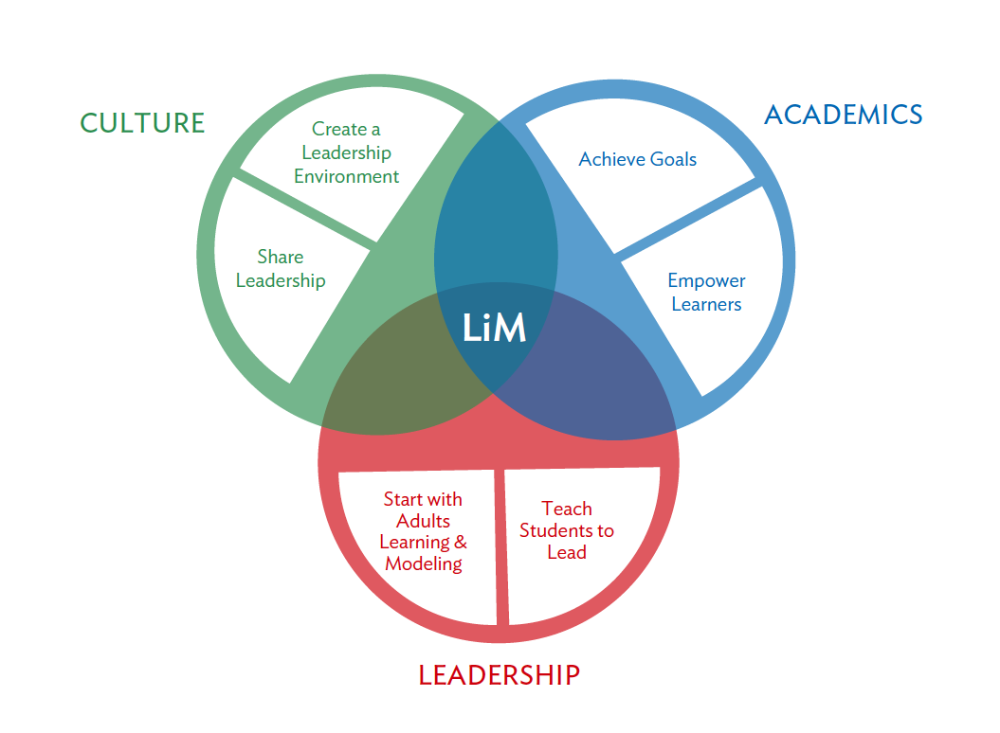 CULTURE
Create a
Leadership
Environment
Share
Leadership
ACADEMICS
Achieve Goals
Empower
Learners
LiM
Start with
Adults
Learning &
Modeling
Teach
Students to
Lead
LEADERSHIP